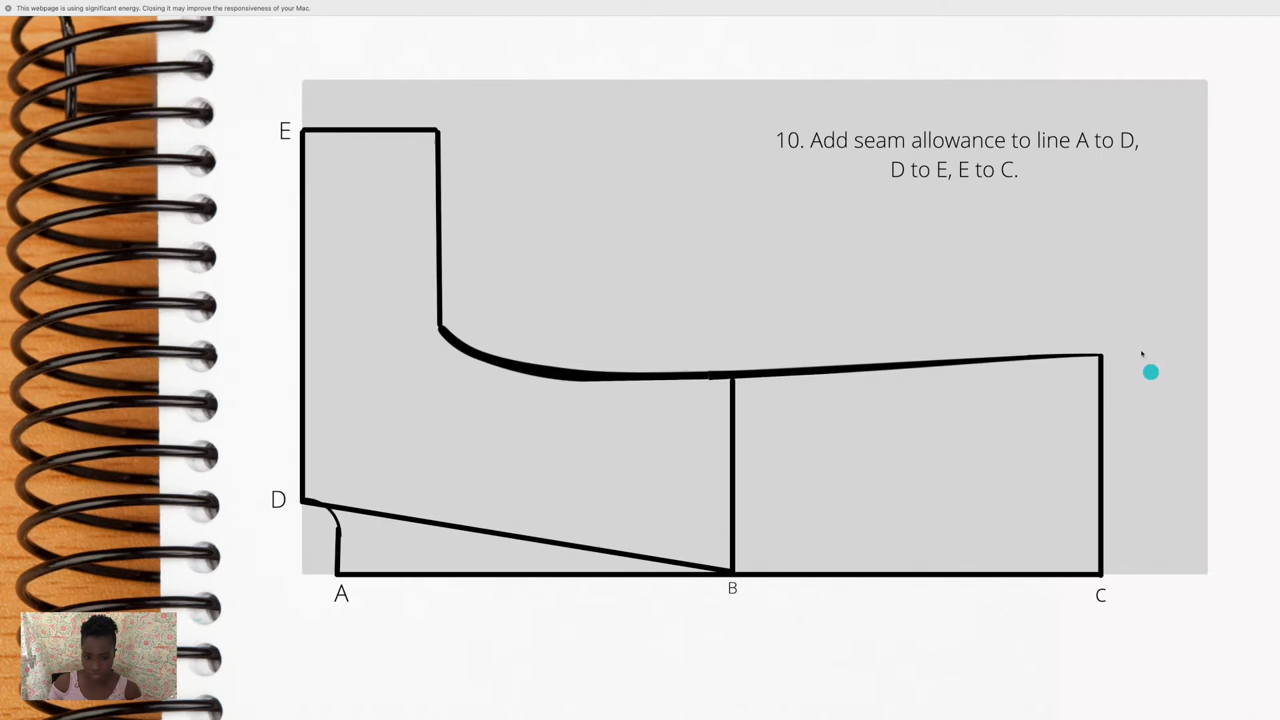 This webpage is using significant energy. Closing it may improve the responsiveness of your Mac.
E
10. Add seam allowance to line A to D,
D to E, E to C.
D
A
B
C